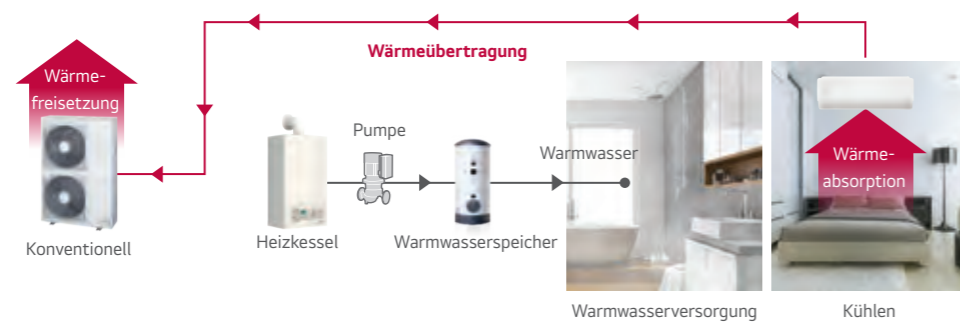 Wärmeübertragung
Wärme-
freisetzung
Konventionell
Heizkessel
Pumpe
Warmwasserspeicher
Warmwasser
Warmwasserversorgung
Wärme-
absorption
Kühlen